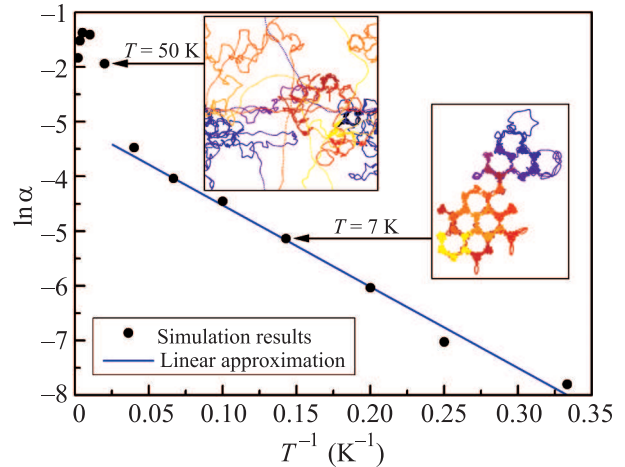 −1
−2
−5
−4
−5
−6
−7
−8
ln α
T = 50 K
T = 7 K
Simulation results
Linear approximation
0
0.05
0.10
0.15
0.20
0.25
0.30
0.35
T⁻¹ (K⁻¹)